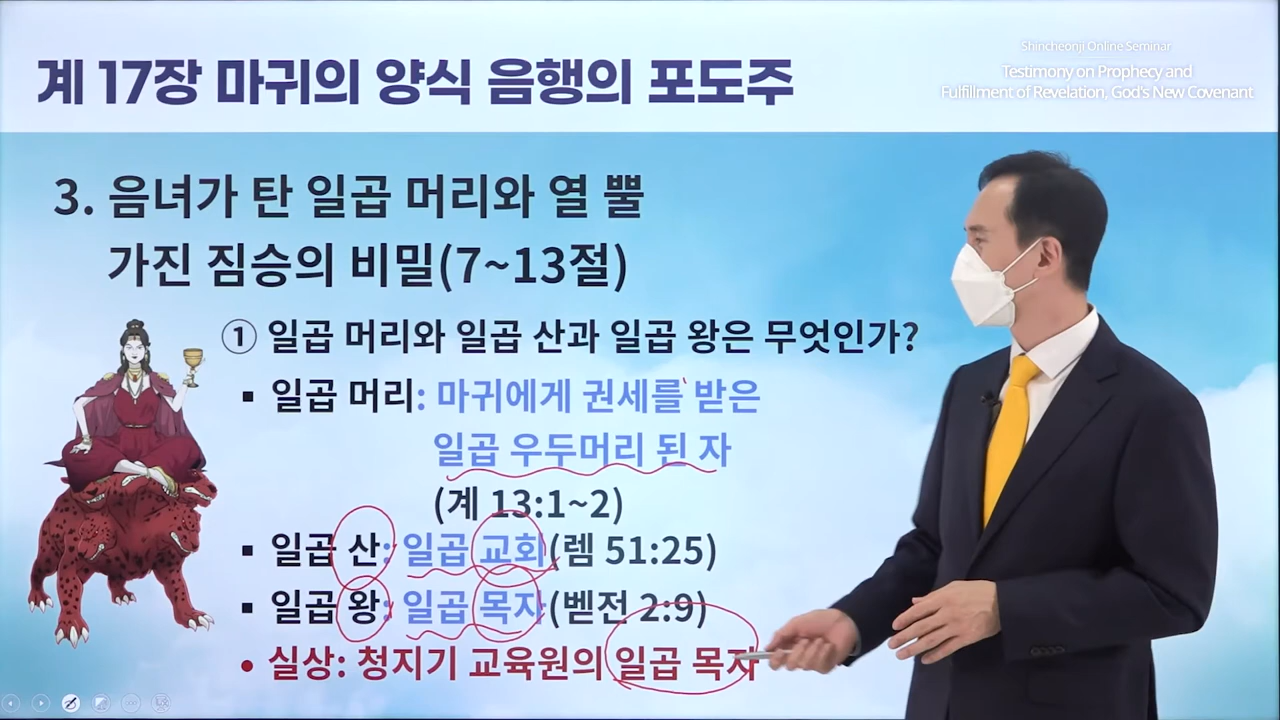 계 17장 마귀의 양식 음행의 포도주
Shincheonji Online Seminar
Testimony on Prophecy and
Fulfillment of Revelation, God's New Covenant
3. 음녀가 탄 일곱 머리와 열 뿔
가진 짐승의 비밀(7~13절)
① 일곱 머리와 일곱 산과 일곱 왕은 무엇인가?
▪ 일곱 머리: 마귀에게 권세를 받은
일곱 우두머리 된 자
(계 13:1~2)
▪ 일곱 산: 일곱 교회(렘 51:25)
▪ 일곱 왕: 일곱 목자(벧전 2:9)
• 실상: 청지기 교육원의 일곱 목자